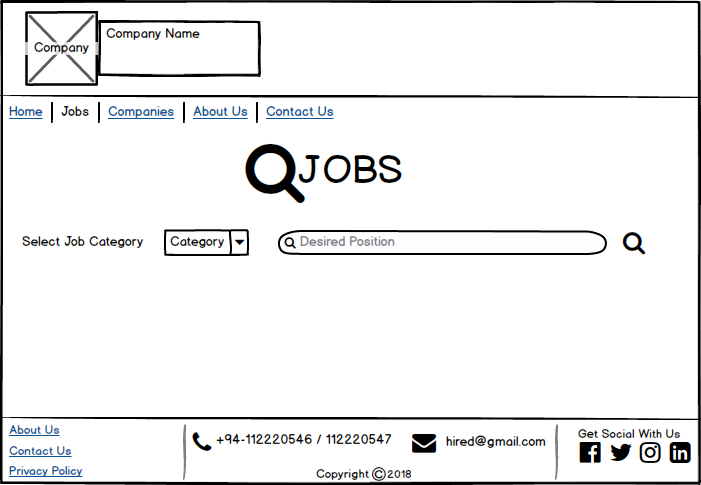 Company
Company Name
Home Jobs Companies About Us Contact Us
JOBS
Select Job Category Category Desired Position
About Us
Contact Us
Privacy Policy
+94-112220546 / 112220547 hired@gmail.com
Copyright ©2018
Get Social With Us